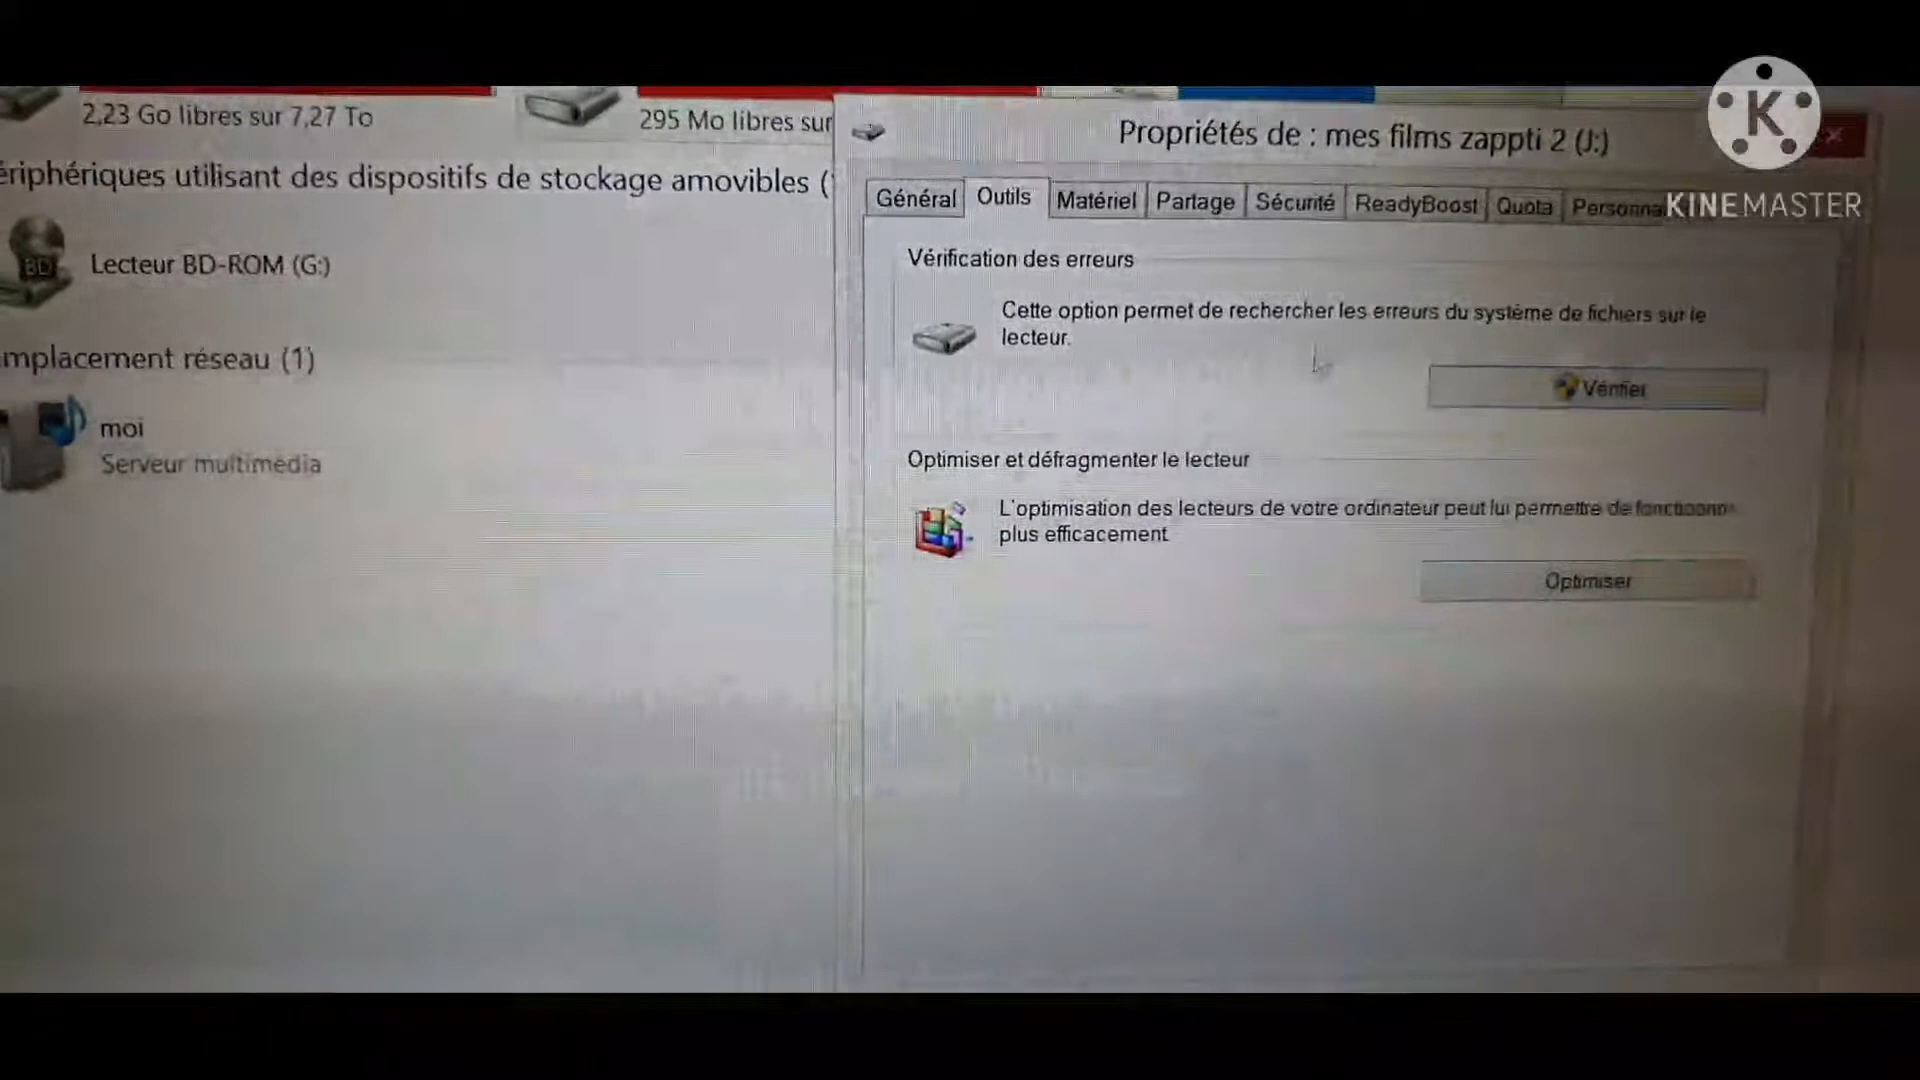 2,23 Go libres sur 7,27 To
295 Mo libres sur
ériphériques utilisant des dispositifs de stockage amovibles (
BD
Lecteur BD-ROM (G:)
mplacement réseau (1)
moi
Serveur multimédia
Propriétés de : mes films zappti 2 (J:)
Général Outils Matériel Partage Sécurité ReadyBoost Quota Personna
Vérification des erreurs
Cette option permet de rechercher les erreurs du système de fichiers sur le
lecteur.
Vérifier
Optimiser et défragmenter le lecteur
L'optimisation des lecteurs de votre ordinateur peut lui permettre de fonctionn
plus efficacement
Optimiser
K
KINEMASTER